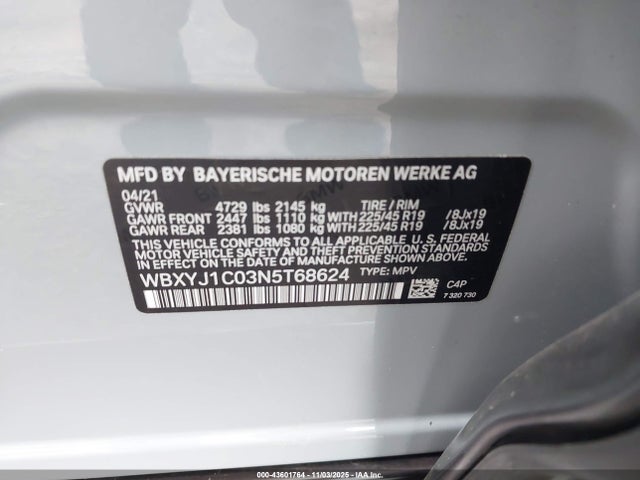 MFD BY BAYERISCHE MOTOREN WERKE AG
04/21
GVWR 4729 lbs 2145 kg TIRE / RIM
GAWR FRONT 2447 lbs 1110 kg WITH 225/45 R19 /8Jx19
GAWR REAR 2381 lbs 1080 kg WITH 225/45 R19 /8Jx19
THIS VEHICLE CONFORMS TO ALL APPLICABLE U.S. FEDERAL
MOTOR VEHICLE SAFETY, BUMPER, AND THEFT PREVENTION STANDARDS
IN EFFECT ON THE DATE OF MANUFACTURE SHOWN ABOVE.
WBXYJ1C03N5T68624 TYPE: MPV
C4P
7 320 730
000-43601764 - 11/03/2025 - IAAI.CA